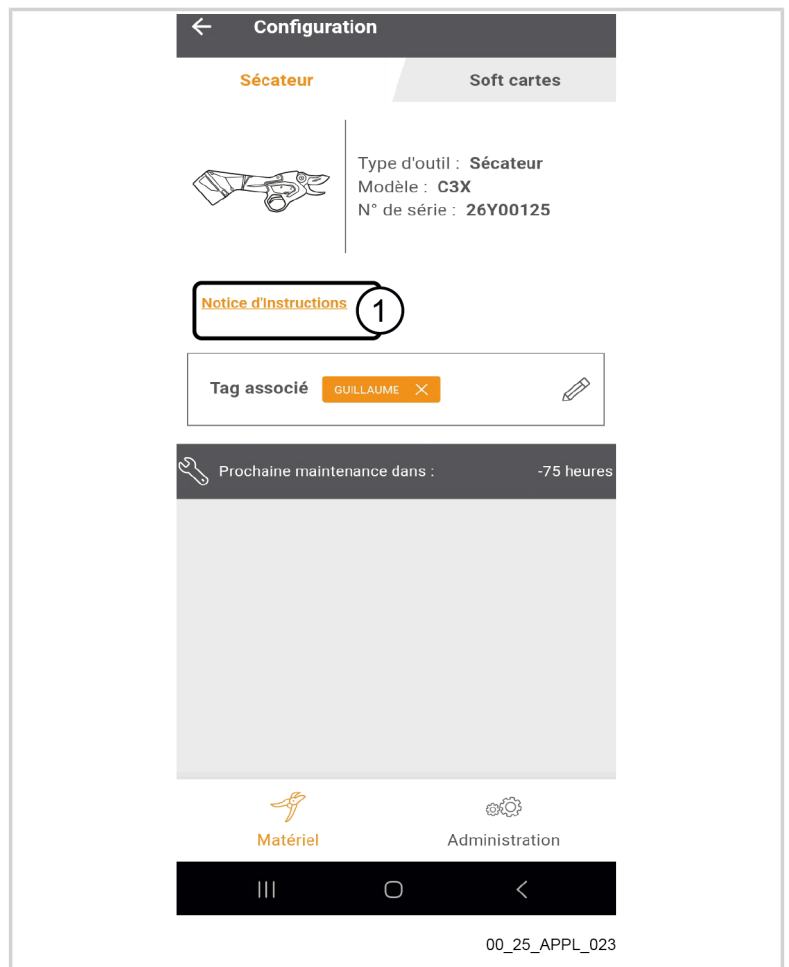 Configuration
Sécateur Soft cartes
Type d'outil : Sécateur
Modèle : C3X
N° de série : 26Y00125
Notice d'Instructions
1
Tag associé GUILLAUME
Prochaine maintenance dans : -75 heures
Matériel Administration
00_25_APPL_023